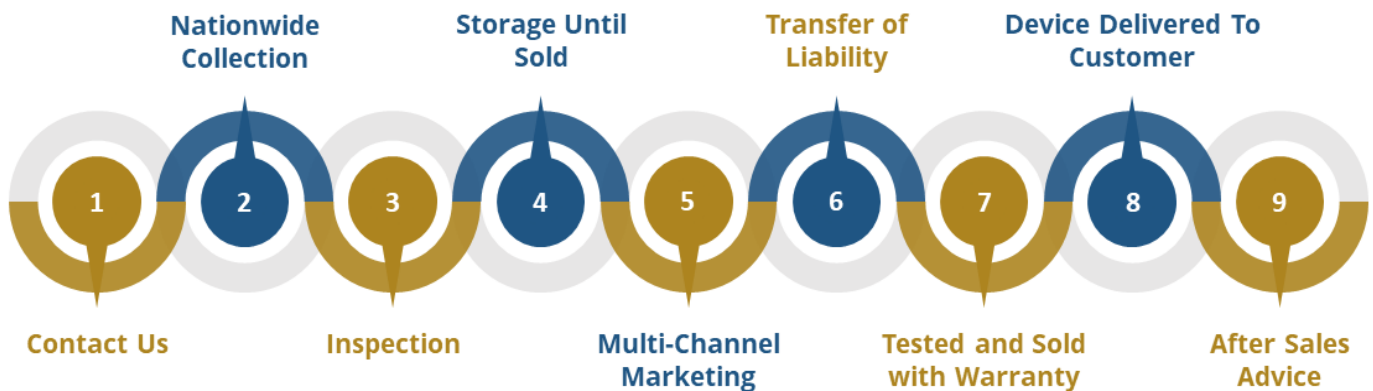 Nationwide
Collection
Storage Until
Sold
Transfer of
Liability
Device Delivered To
Customer
1
2
3
4
5
6
7
8
9
Contact Us
Inspection
Multi-Channel
Marketing
Tested and Sold
with Warranty
After Sales
Advice